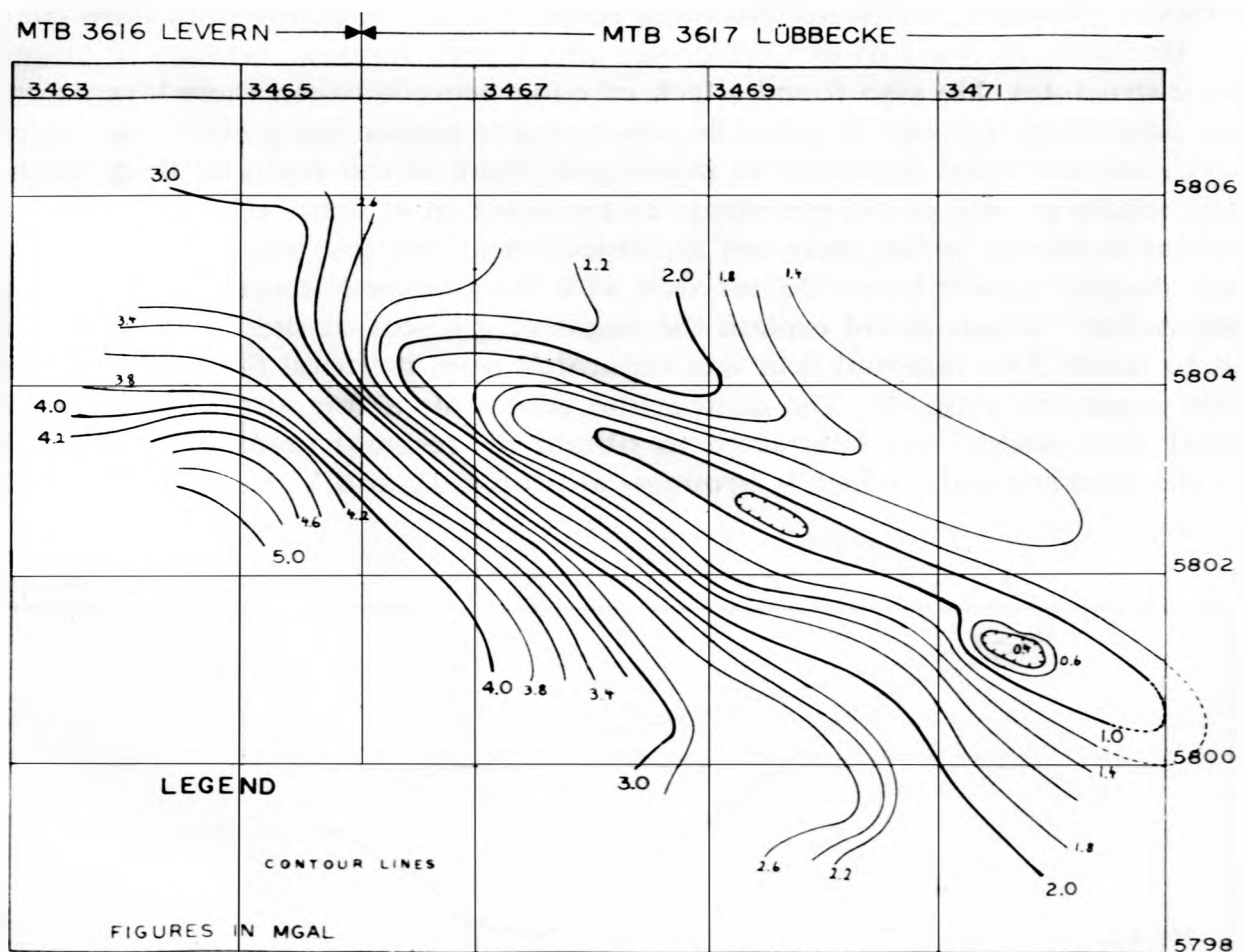 MTB 3616 LEVERN MTB 3617 LÜBBECKE
3463 3465 3467 3469 3471
3.0 2.6 5806
2.2 2.0 1.8 1.4
3.4
3.8 5804
4.0
4.2
4.6 4.2
5.0 5802
0.4 0.6
4.0 3.8 3.4 1.0
3.0 1.4 5800
LEGEND
1.8
CONTOUR LINES 2.6 2.2 2.0
FIGURES IN MGAL 5798